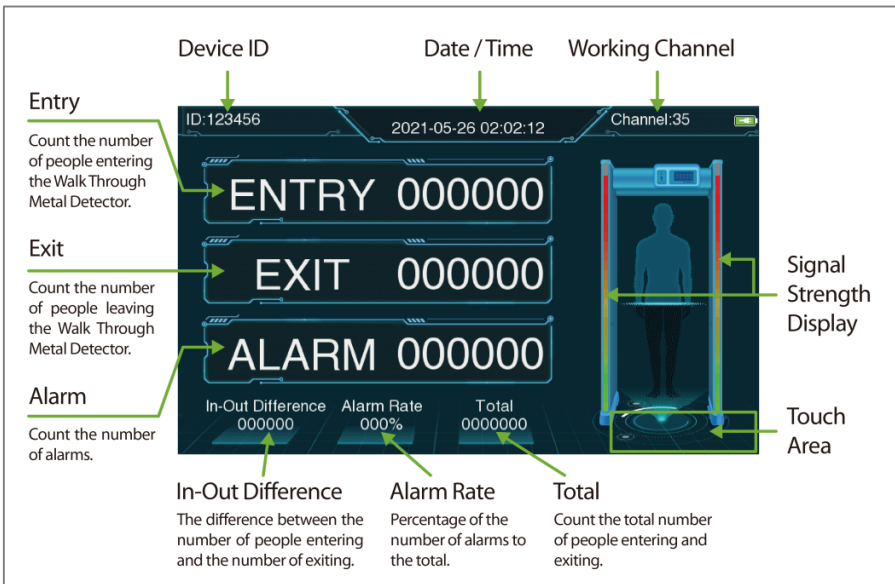 Device ID
Date / Time
Working Channel
Entry
Count the number
of people entering
the Walk Through
Metal Detector.
Exit
Count the number
of people leaving
the Walk Through
Metal Detector.
Alarm
Count the number
of alarms.
ID:123456
2021-05-26 02:02:12
Channel:35
ENTRY 000000
EXIT 000000
ALARM 000000
In-Out Difference
000000
Alarm Rate
000%
Total
0000000
Signal
Strength
Display
Touch
Area
In-Out Difference
The difference between the
number of people entering
and the number of exiting.
Alarm Rate
Percentage of the
number of alarms to
the total.
Total
Count the total number
of people entering and
exiting.